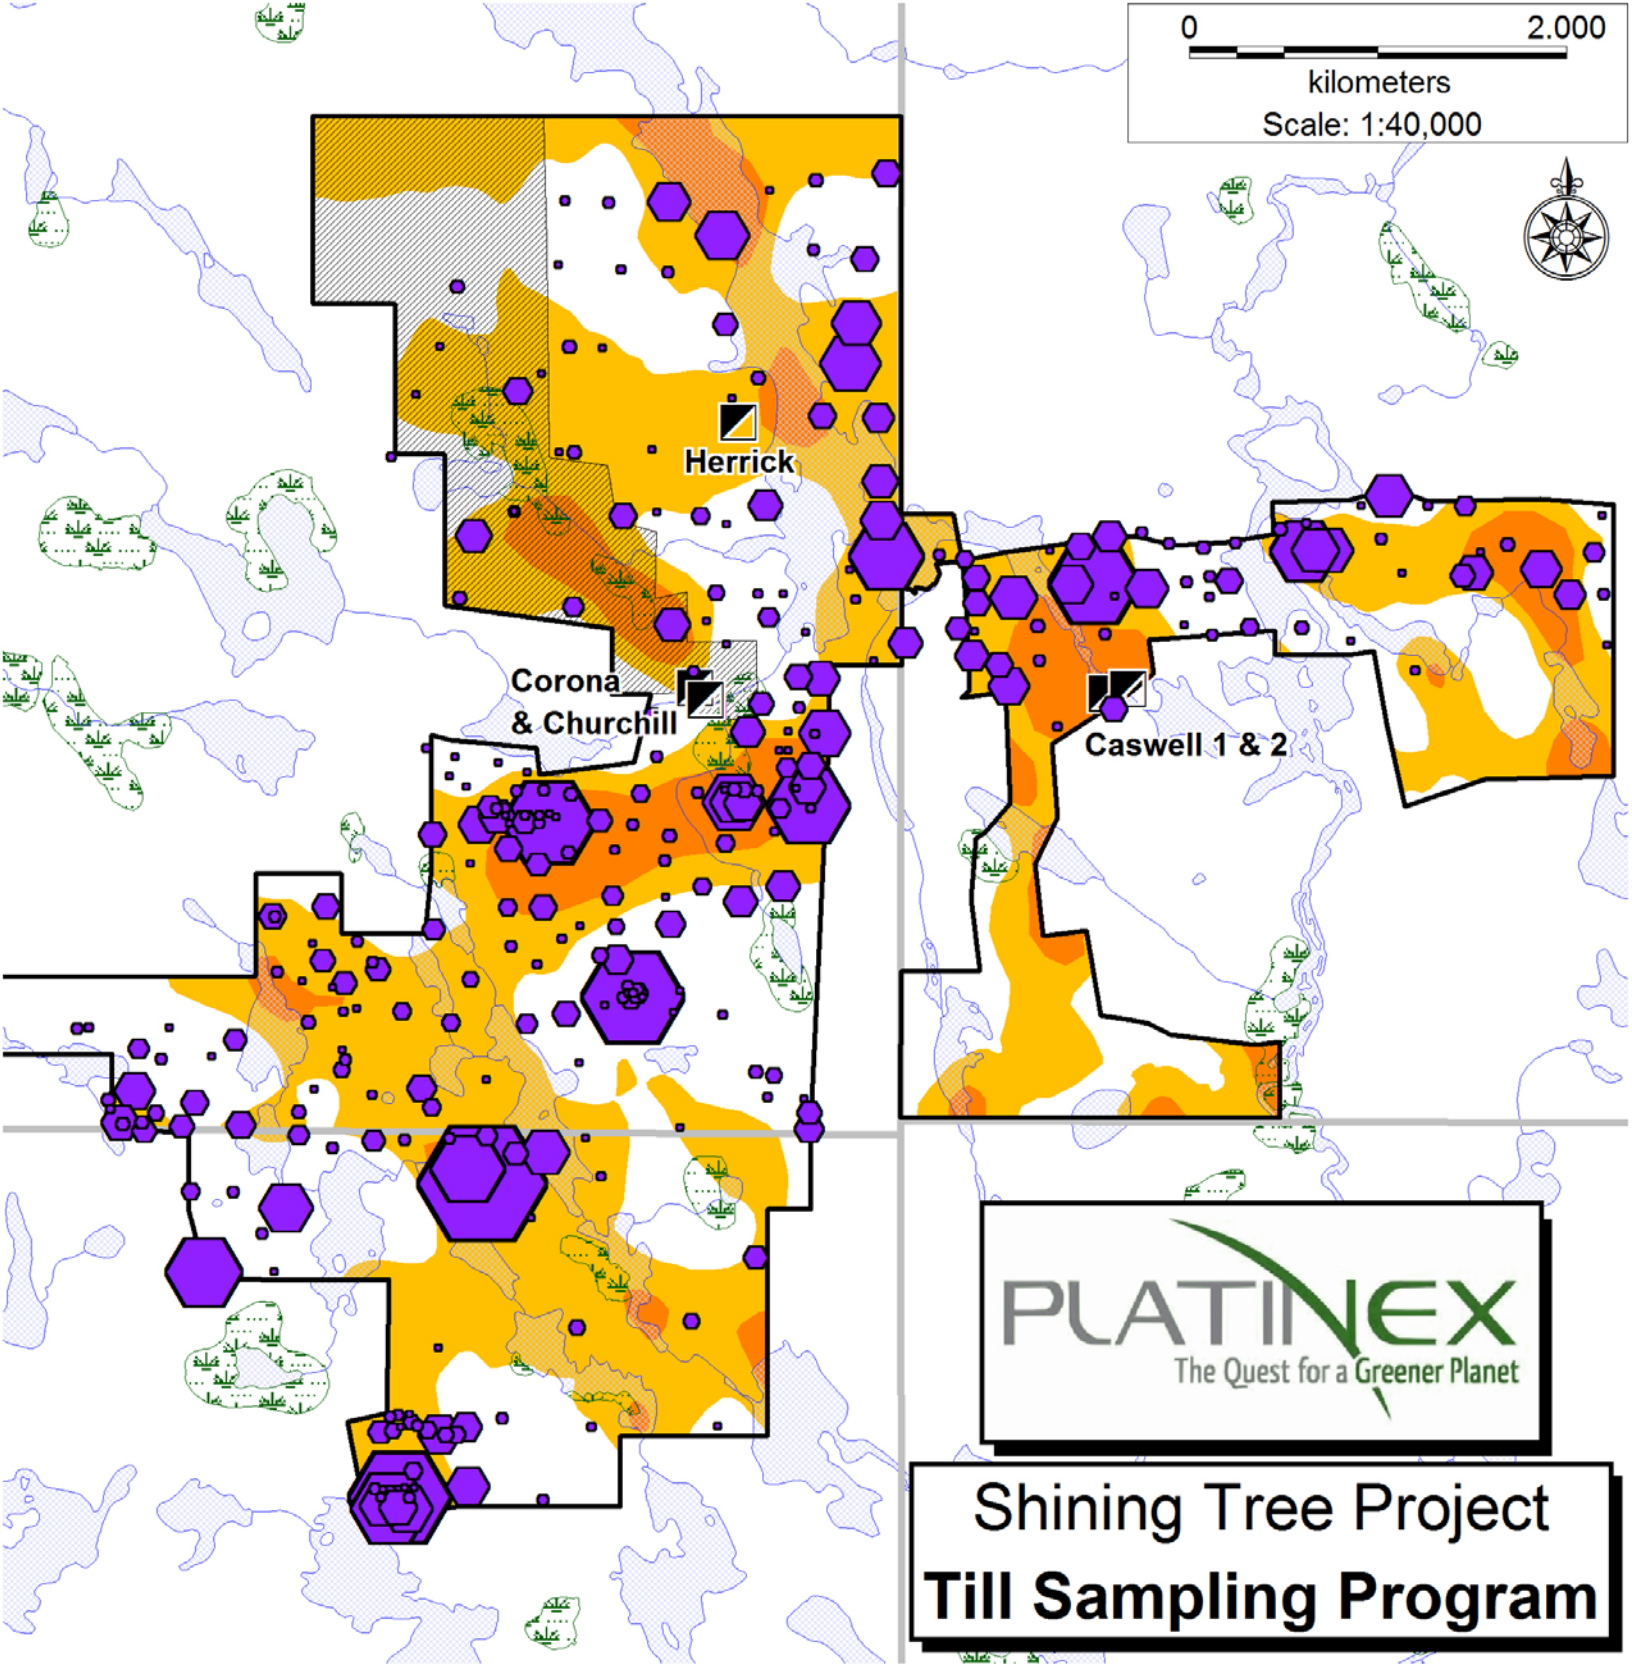 0 2.000
kilometers
Scale: 1:40,000
Herrick
Corona
& Churchill
Caswell 1 & 2
PLATINEX
The Quest for a Greener Planet
Shining Tree Project
Till Sampling Program